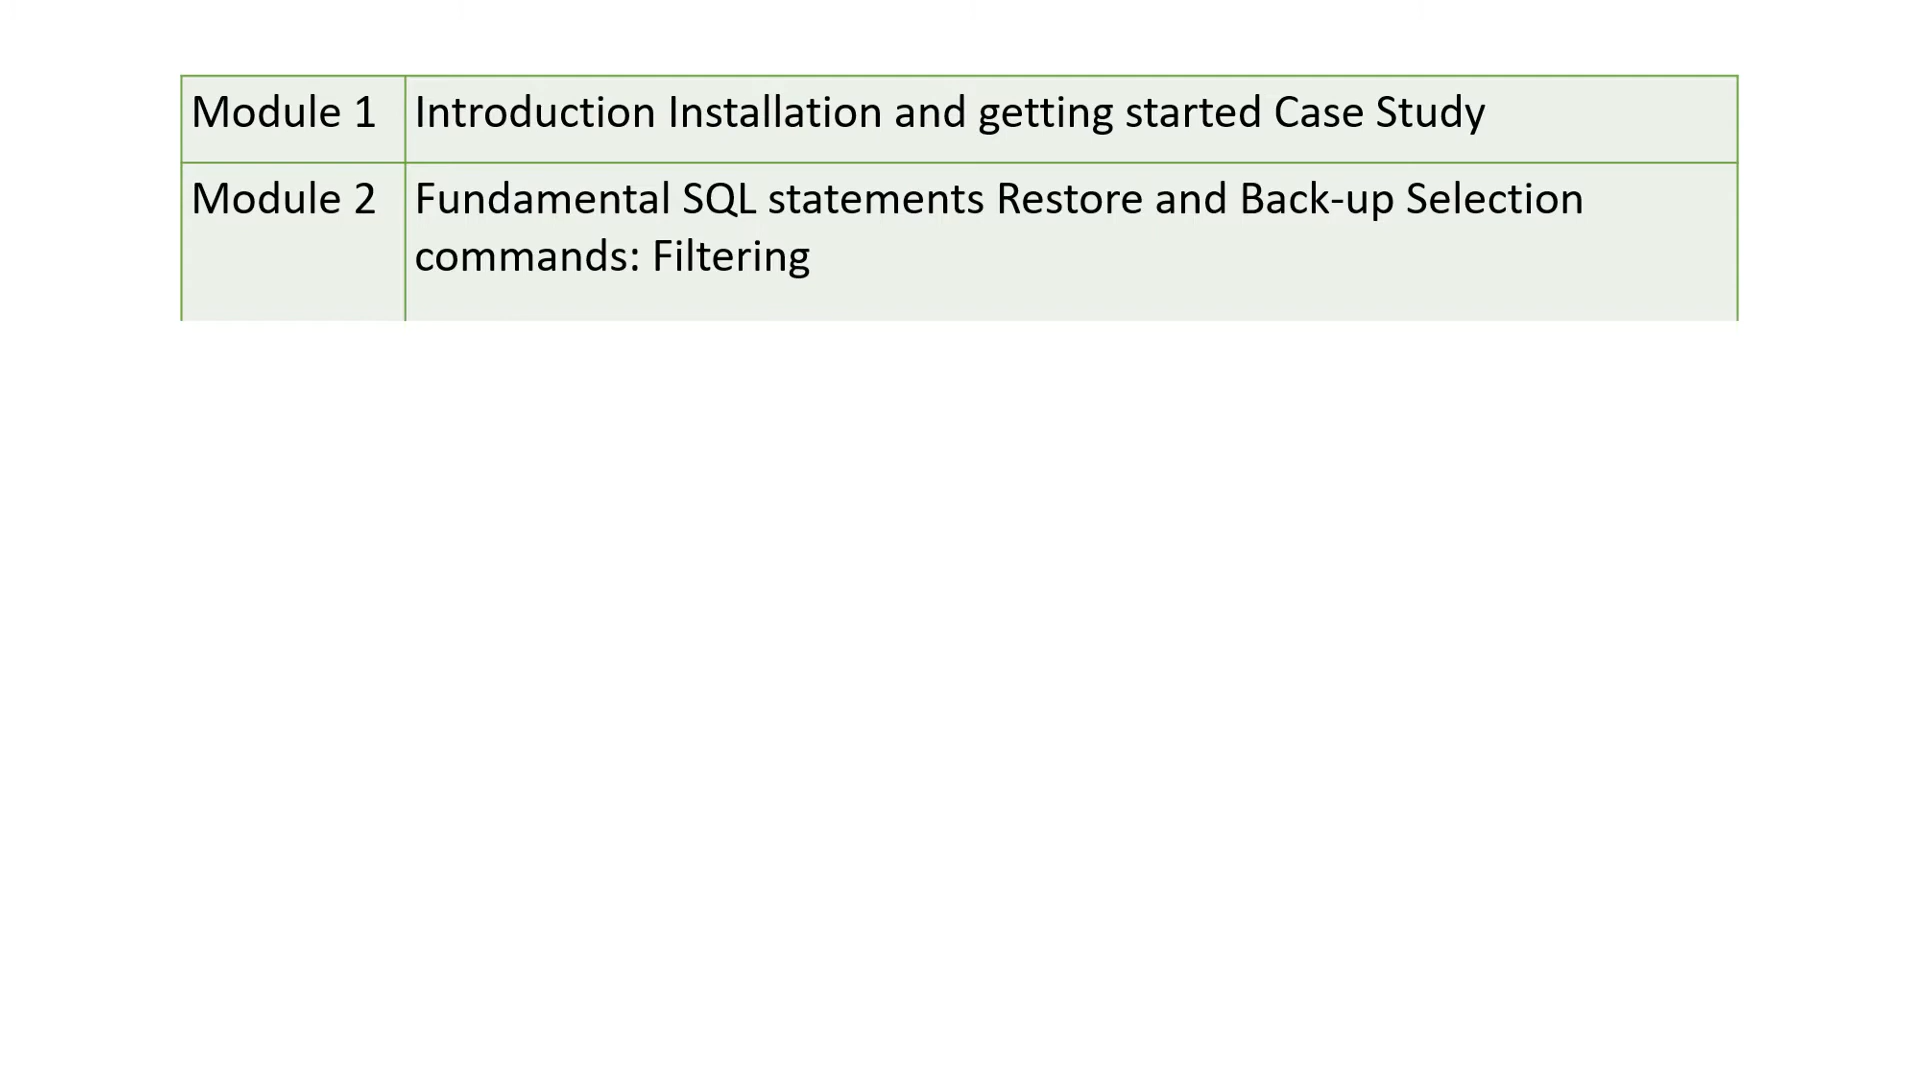 Module 1 Introduction Installation and getting started Case Study
Module 2 Fundamental SQL statements Restore and Back-up Selection
commands: Filtering